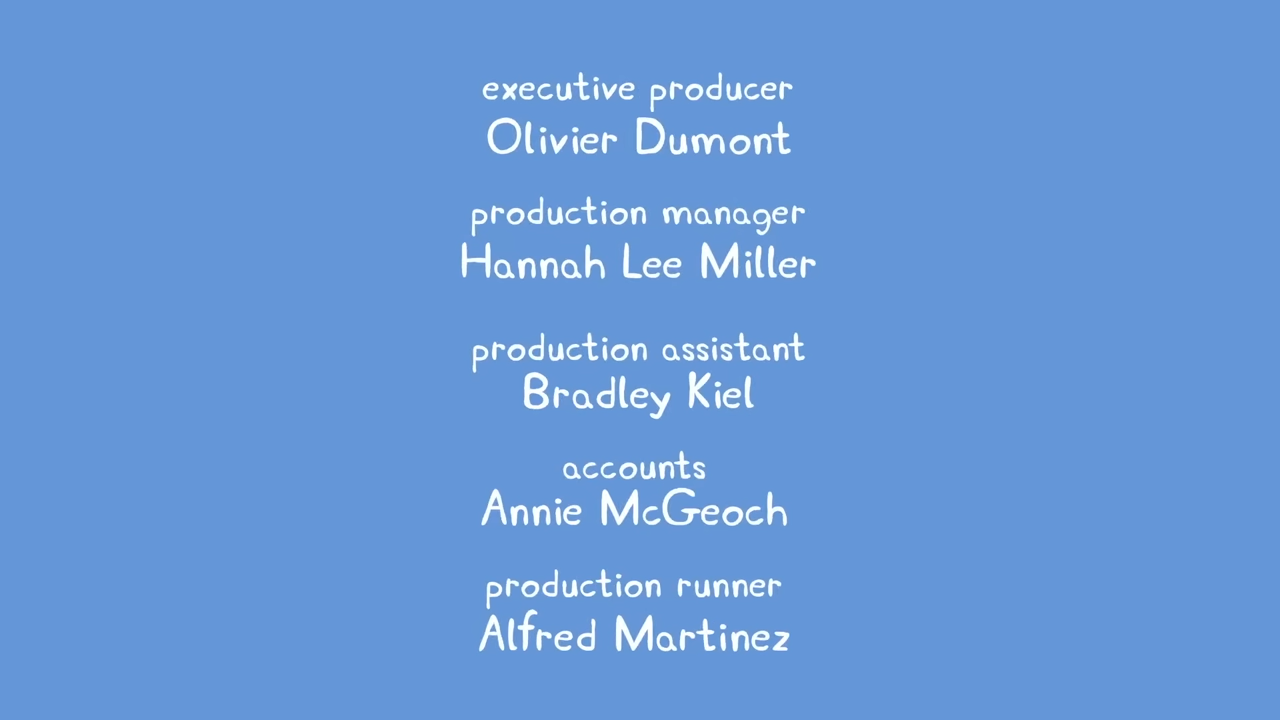 executive producer
Olivier Dumont
production manager
Hannah Lee Miller
production assistant
Bradley Kiel
accounts
Annie McGeoch
production runner
Alfred Martinez